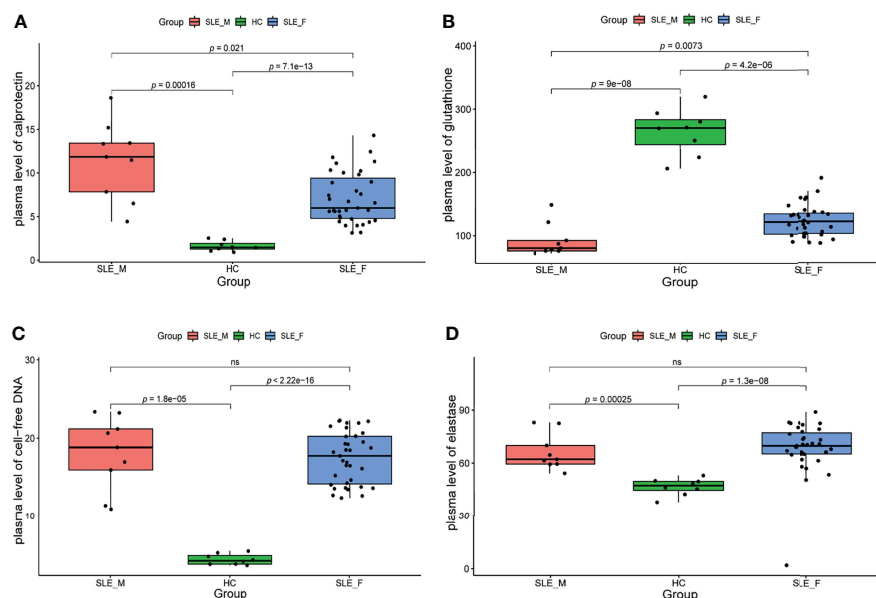 A
Group SLE_M HC SLE_F
p = 0.021
p = 7.1e-13
p = 0.00016
plasma level of calprotectin
20
15
10
5
0
SLE_M HC SLE_F
Group
B
Group SLE_M HC SLE_F
p = 0.0073
p = 4.2e-06
p = 9e-08
plasma level of glutathione
400
300
200
100
SLE_M HC SLE_F
Group
C
Group SLE_M HC SLE_F
ns
p < 2.22e-16
p = 1.8e-05
plasma level of cell-free DNA
30
20
10
SLE_M HC SLE_F
Group
D
Group SLE_M HC SLE_F
ns
p = 1.3e-08
p = 0.00025
plasma level of elastase
90
60
30
0
SLE_M HC SLE_F
Group